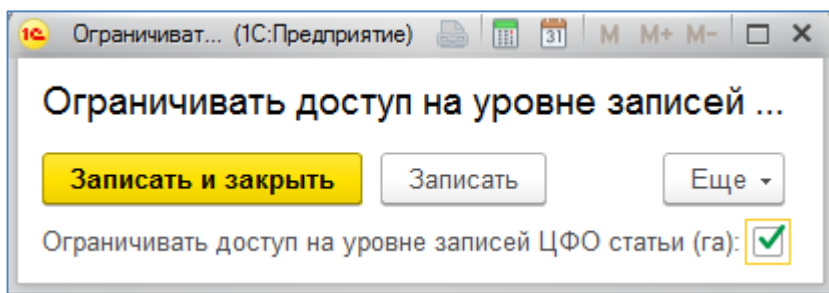 1С Ограничиват... (1С:Предприятие) 31 M M+ M-
Ограничивать доступ на уровне записей ...
Записать и закрыть Записать Еще
Ограничивать доступ на уровне записей ЦФО статьи (га):